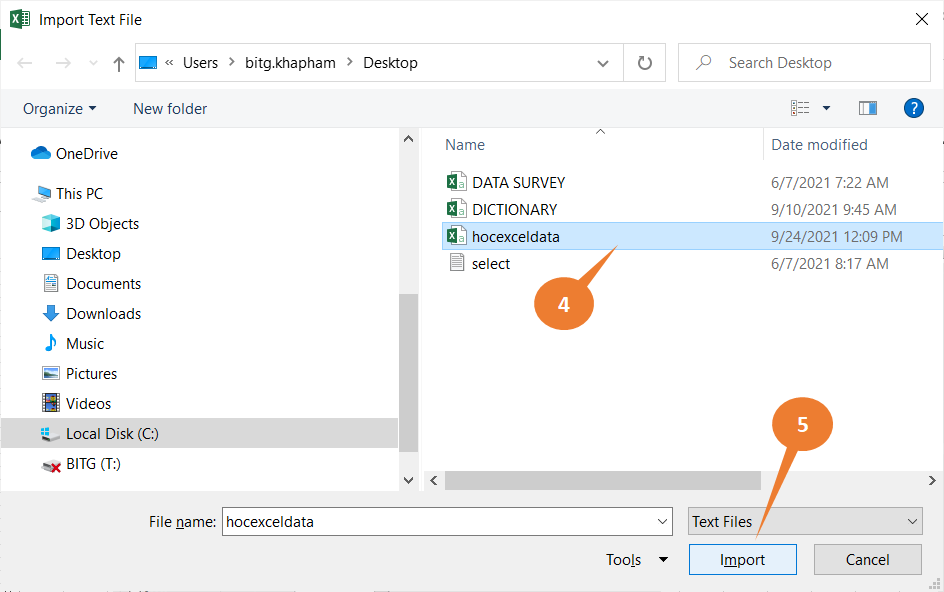 Import Text File
« Users > bitg.khapham > Desktop
Search Desktop
Organize
New folder
?
OneDrive
This PC
3D Objects
Desktop
Documents
Downloads
Music
Pictures
Videos
Local Disk (C:)
BITG (T:)
Name Date modified
DATA SURVEY 6/7/2021 7:22 AM
DICTIONARY 9/10/2021 9:45 AM
hocexceldata 9/24/2021 12:09 PM
select 6/7/2021 8:17 AM
4
5
File name: hocexceldata
Text Files
Tools
Import
Cancel